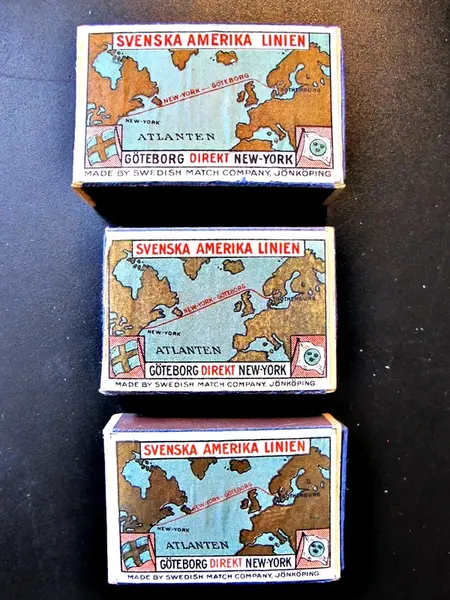 SVENSKA AMERIKA LINIEN
NEW-YORK - GÖTEBORG
GOTHENBURG
NEW-YORK
ATLANTEN
GÖTEBORG DIREKT NEW-YORK
MADE BY SWEDISH MATCH COMPANY, JÖNKÖPING
SVENSKA AMERIKA LINIEN
NEW-YORK-GÖTEBORG
GOTHENBURG
NEW-YORK
ATLANTEN
GÖTEBORG DIREKT NEW-YORK
MADE BY SWEDISH MATCH COMPANY, JÖNKÖPING
SVENSKA AMERIKA LINIEN
NEW-YORK-GÖTEBORG
GOTHENBURG
NEW-YORK
ATLANTEN
GÖTEBORG DIREKT NEW-YORK
MADE BY SWEDISH MATCH COMPANY, JÖNKÖPING